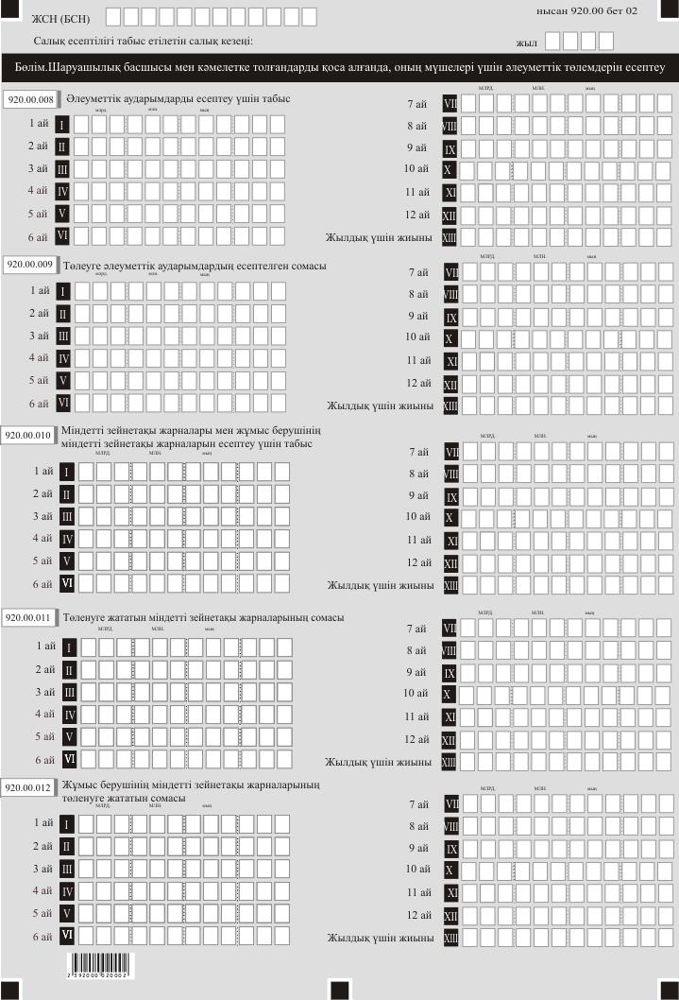 ЖСН (БСН)
нысан 920.00 бет 02
Салық есептілігі табыс етілетін салық кезеңі:
жыл
Бөлім.Шаруашылық басшысы мен кәмелетке толғандарды қоса алғанда, оның мүшелері үшін әлеуметтік төлемдерін есептеу
920.00.008 Әлеуметтік аударымдарды есептеу үшін табыс
млрд. млн. мың
1 ай I
2 ай II
3 ай III
4 ай IV
5 ай V
6 ай VI
МЛРД. МЛН. мың
7 ай VII
8 ай VIII
9 ай IX
10 ай X
11 ай XI
12 ай XII
Жылдық үшін жиыны XIII
920.00.009 Төлеуге әлеуметтік аударымдардың есептелген сомасы
млрд. млн. мың
1 ай I
2 ай II
3 ай III
4 ай IV
5 ай V
6 ай VI
МЛРД. МЛН. мың
7 ай VII
8 ай VIII
9 ай IX
10 ай X
11 ай XI
12 ай XII
Жылдық үшін жиыны XIII
920.00.010 Міндетті зейнетақы жарналары мен жұмыс берушінің
міндетті зейнетақы жарналарын есептеу үшін табыс
МЛРД. МЛН. мың
1 ай I
2 ай II
3 ай III
4 ай IV
5 ай V
6 ай VI
МЛРД. МЛН. мың
7 ай VII
8 ай VIII
9 ай IX
10 ай X
11 ай XI
12 ай XII
Жылдық үшін жиыны XIII
920.00.011 Төленуге жататын міндетті зейнетақы жарналарының сомасы
МЛРД. МЛН. мың
1 ай I
2 ай II
3 ай III
4 ай IV
5 ай V
6 ай VI
МЛРД. МЛН. мың
7 ай VII
8 ай VIII
9 ай IX
10 ай X
11 ай XI
12 ай XII
Жылдық үшін жиыны XIII
920.00.012 Жұмыс берушінің міндетті зейнетақы жарналарының
төленуге жататын сомасы
МЛРД. МЛН. мың
1 ай I
2 ай II
3 ай III
4 ай IV
5 ай V
6 ай VI
МЛРД. МЛН. мың
7 ай VII
8 ай VIII
9 ай IX
10 ай X
11 ай XI
12 ай XII
Жылдық үшін жиыны XIII
2 392000 020002